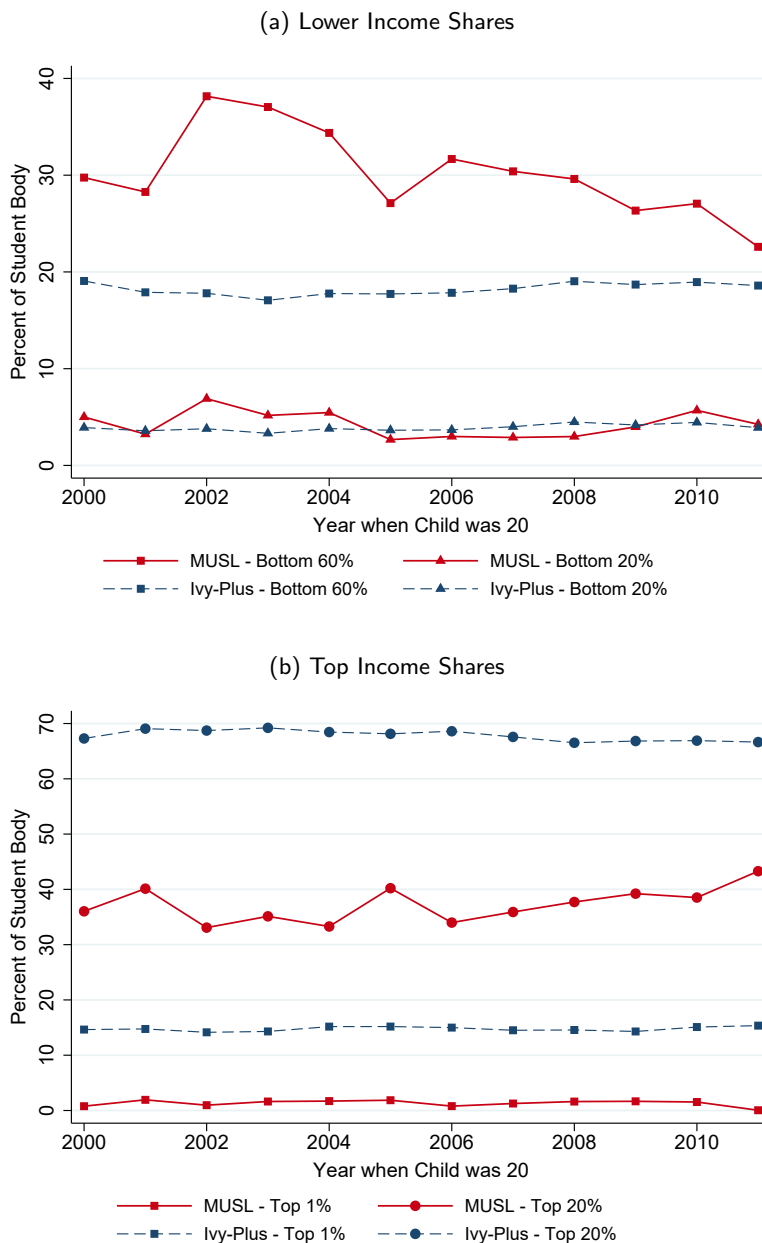 (a) Lower Income Shares
40
30
20
10
0
Percent of Student Body
2000 2002 2004 2006 2008 2010
Year when Child was 20
MUSL - Bottom 60% MUSL - Bottom 20%
Ivy-Plus - Bottom 60% Ivy-Plus - Bottom 20%
(b) Top Income Shares
70
60
50
40
30
20
10
0
Percent of Student Body
2000 2002 2004 2006 2008 2010
Year when Child was 20
MUSL - Top 1% MUSL - Top 20%
Ivy-Plus - Top 1% Ivy-Plus - Top 20%